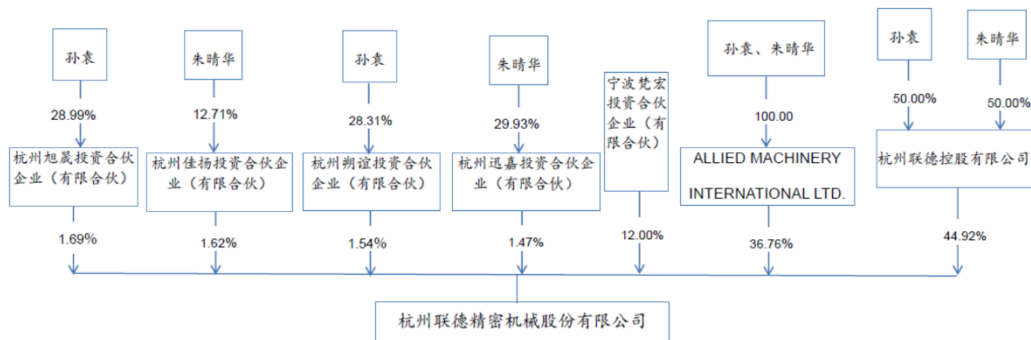 孙袁
朱晴华
孙袁
朱晴华
孙袁、朱晴华
孙袁
朱晴华
28.99%
12.71%
28.31%
29.93%
宁波梵宏
投资合伙
企业（有
限合伙）
100.00
50.00%
50.00%
杭州旭晟投资合伙
企业（有限合伙）
杭州佳扬投资合伙企
业（有限合伙）
杭州朔谊投资合伙
企业（有限合伙）
杭州迅嘉投资合伙企
业（有限合伙）
ALLIED MACHINERY
INTERNATIONAL LTD.
杭州联德控股有限公司
1.69%
1.62%
1.54%
1.47%
12.00%
36.76%
44.92%
杭州联德精密机械股份有限公司